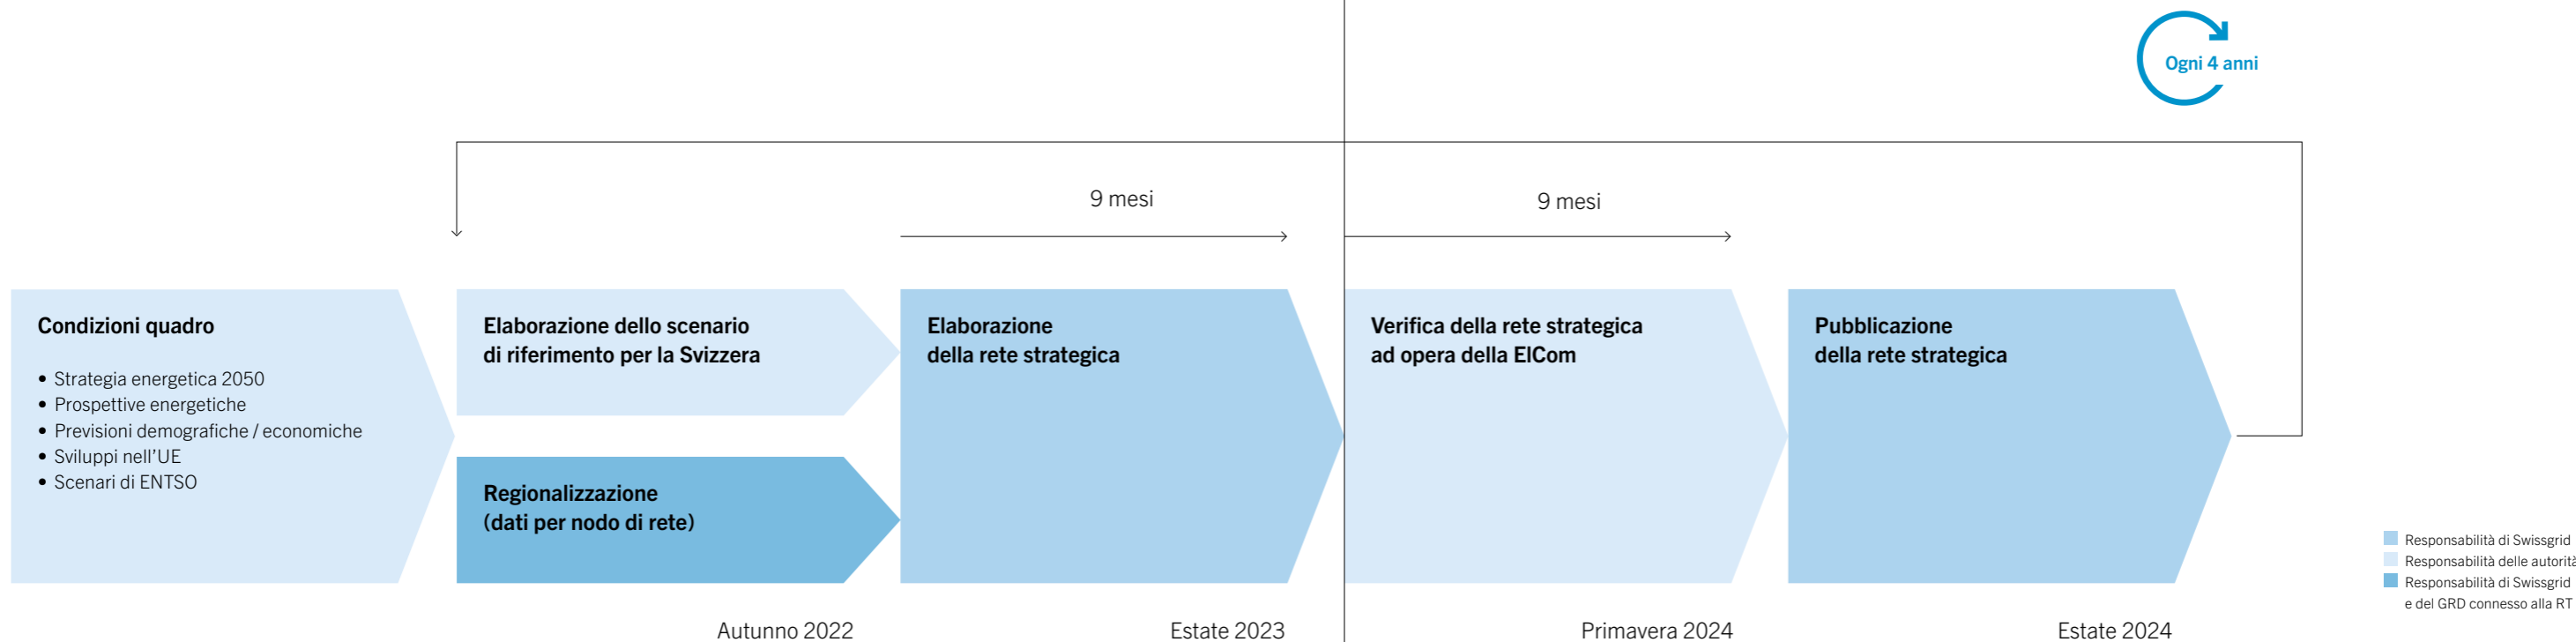 Ogni 4 anni
9 mesi
9 mesi
Condizioni quadro
• Strategia energetica 2050
• Prospettive energetiche
• Previsioni demografiche / economiche
• Sviluppi nell'UE
• Scenari di ENTSO
Elaborazione dello scenario
di riferimento per la Svizzera
Regionalizzazione
(dati per nodo di rete)
Elaborazione
della rete strategica
Verifica della rete strategica
ad opera della ElCom
Pubblicazione
della rete strategica
Responsabilità di Swissgrid
Responsabilità delle autorità
Responsabilità di Swissgrid
e del GRD connesso alla RT
Autunno 2022
Estate 2023
Primavera 2024
Estate 2024